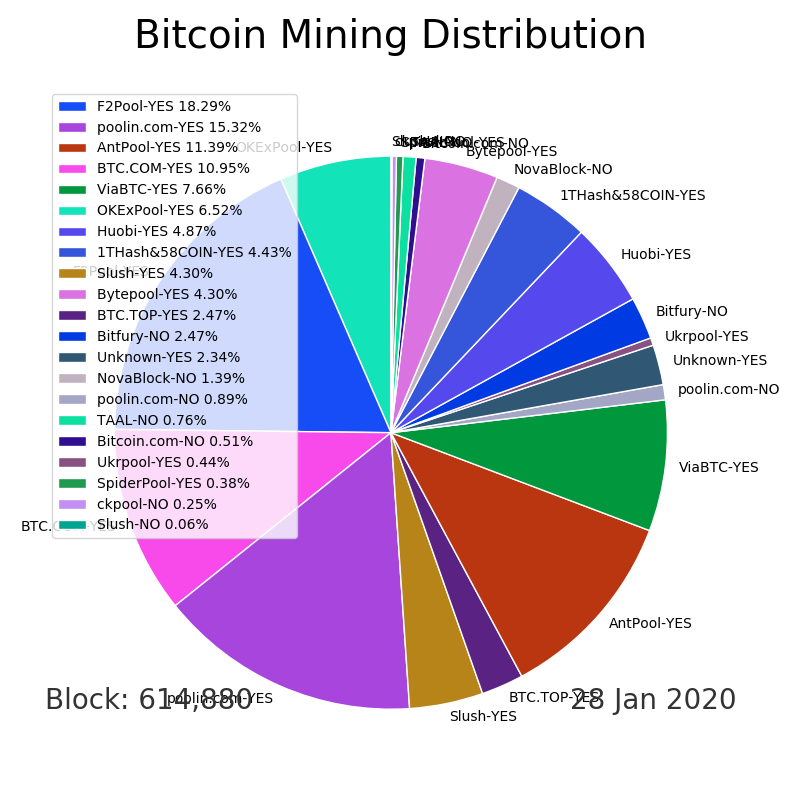 Bitcoin Mining Distribution
F2Pool-YES 18.29%
poolin.com-YES 15.32%
AntPool-YES 11.39%
BTC.COM-YES 10.95%
ViaBTC-YES 7.66%
OKExPool-YES 6.52%
Huobi-YES 4.87%
1THash&58COIN-YES 4.43%
Slush-YES 4.30%
Bytepool-YES 4.30%
BTC.TOP-YES 2.47%
Bitfury-NO 2.47%
Unknown-YES 2.34%
NovaBlock-NO 1.39%
poolin.com-NO 0.89%
TAAL-NO 0.76%
Bitcoin.com-NO 0.51%
Ukrpool-YES 0.44%
SpiderPool-YES 0.38%
ckpool-NO 0.25%
Slush-NO 0.06%
OKExPool-YES
Bytepool-YES
NovaBlock-NO
1THash&58COIN-YES
Huobi-YES
Bitfury-NO
Ukrpool-YES
Unknown-YES
poolin.com-NO
ViaBTC-YES
AntPool-YES
BTC.TOP-YES
Slush-YES
poolin.com-YES
Block: 614,880
28 Jan 2020